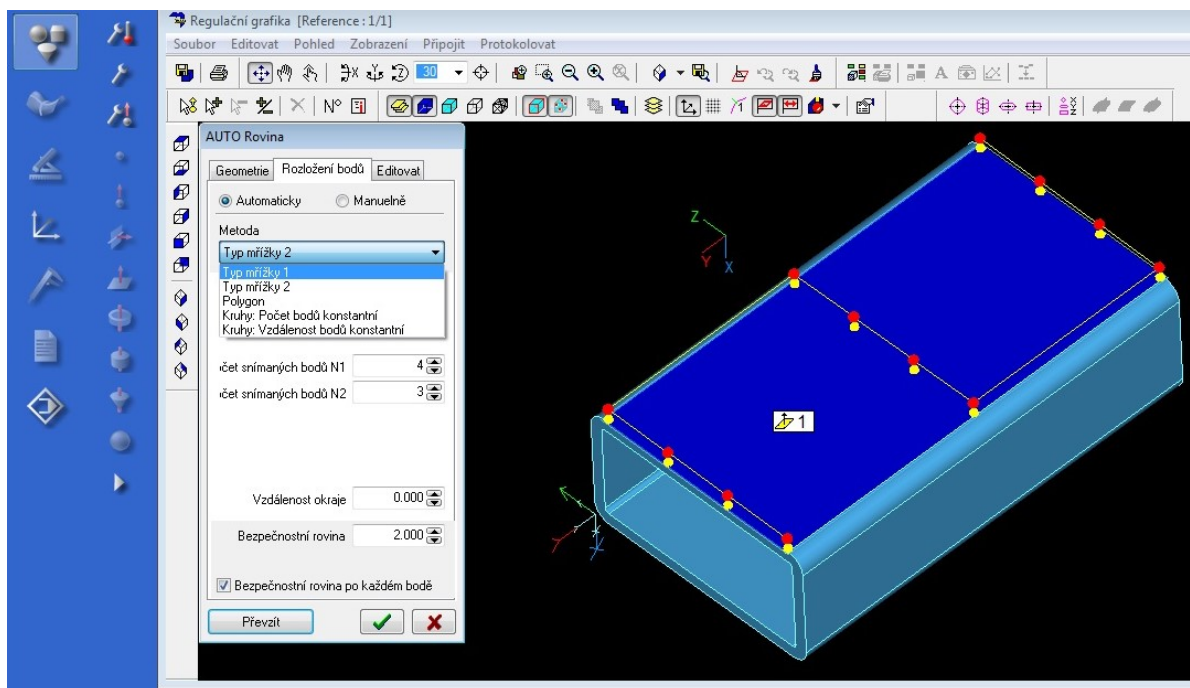 Regulační grafika [Reference : 1/1]
Soubor Editovat Pohled Zobrazení Připojit Protokolovat
30
N°
A
AUTO Rovina
Geometrie Rozložení bodů Editovat
Automaticky Manuelně
Metoda
Typ mřížky 2
Typ mřížky 1
Typ mřížky 2
Polygon
Kruhy: Počet bodů konstantní
Kruhy: Vzdálenost bodů konstantní
čet snímaných bodů N1 4
čet snímaných bodů N2 3
Vzdálenost okraje 0.000
Bezpečnostní rovina 2.000
Bezpečnostní rovina po každém bodě
Převzít
Z
Y X
1
Y X